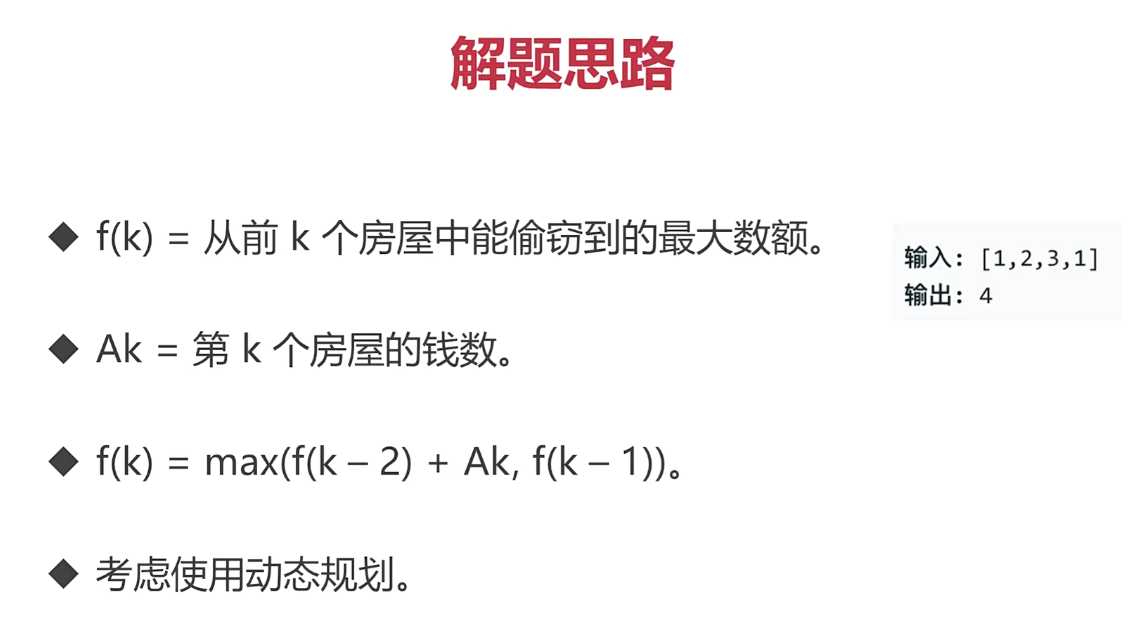 解题思路
◆ f(k) = 从前 k 个房屋中能偷窃到的最大数额。
输入: [1,2,3,1]
输出: 4
◆ Ak = 第 k 个房屋的钱数。
◆ f(k) = max(f(k – 2) + Ak, f(k – 1))。
◆ 考虑使用动态规划。